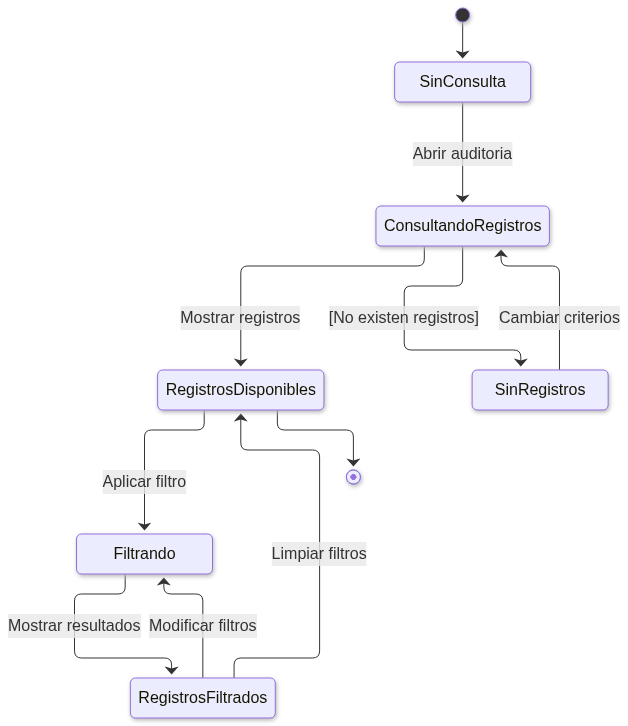 SinConsulta
Abrir auditoria
ConsultandoRegistros
Mostrar registros
[No existen registros]
Cambiar criterios
RegistrosDisponibles
SinRegistros
Aplicar filtro
Filtrando
Limpiar filtros
Mostrar resultados
Modificar filtros
RegistrosFiltrados